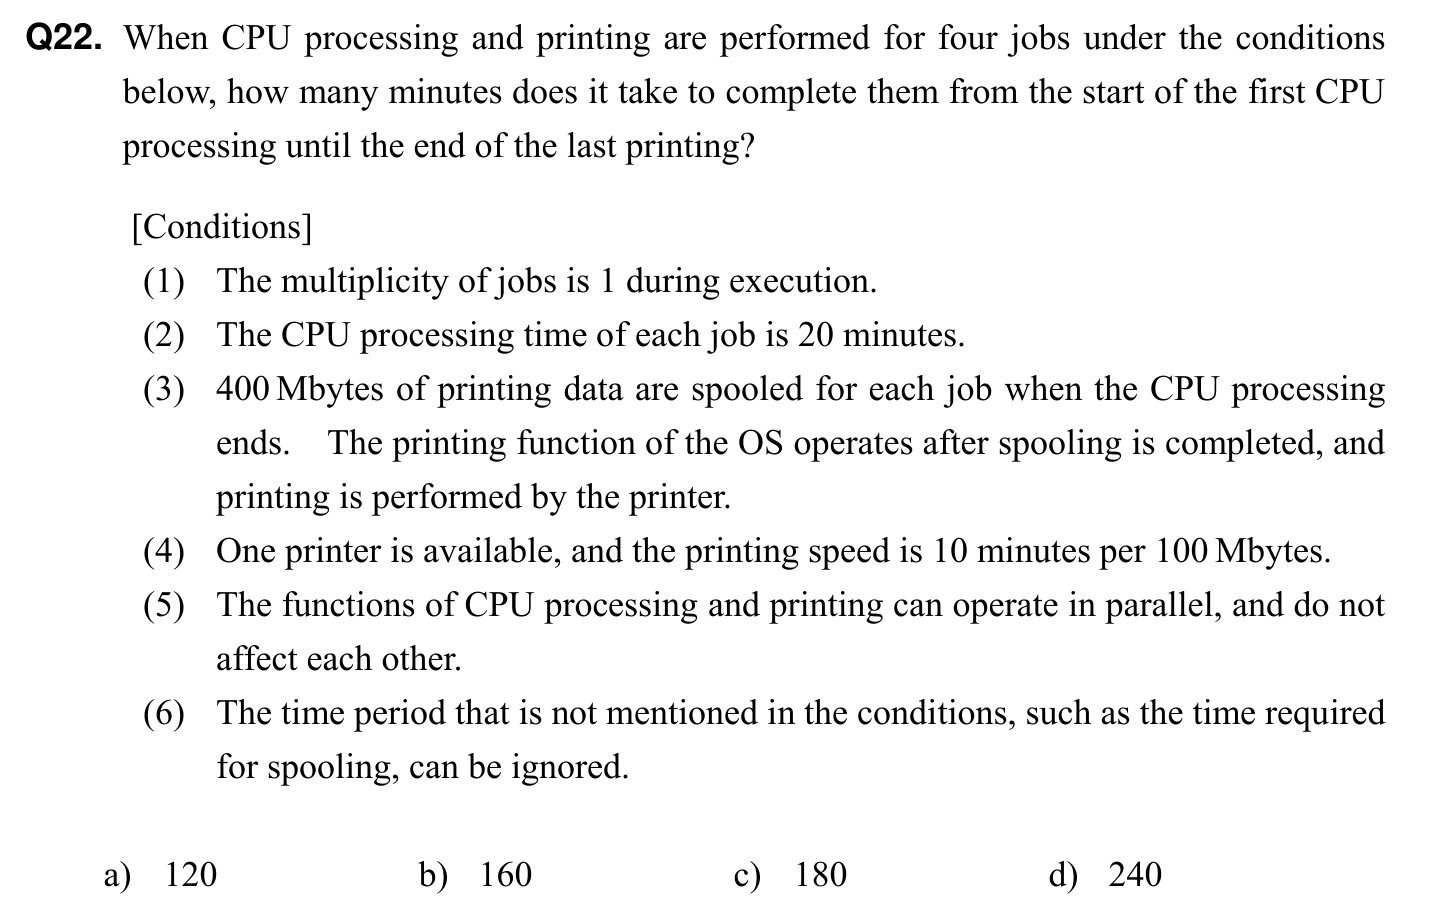 Q22. When CPU processing and printing are performed for four jobs under the conditions
below, how many minutes does it take to complete them from the start of the first CPU
processing until the end of the last printing?
[Conditions]
(1) The multiplicity of jobs is 1 during execution.
(2) The CPU processing time of each job is 20 minutes.
(3) 400 Mbytes of printing data are spooled for each job when the CPU processing
ends. The printing function of the OS operates after spooling is completed, and
printing is performed by the printer.
(4) One printer is available, and the printing speed is 10 minutes per 100 Mbytes.
(5) The functions of CPU processing and printing can operate in parallel, and do not
affect each other.
(6) The time period that is not mentioned in the conditions, such as the time required
for spooling, can be ignored.
a) 120 b) 160 c) 180 d) 240